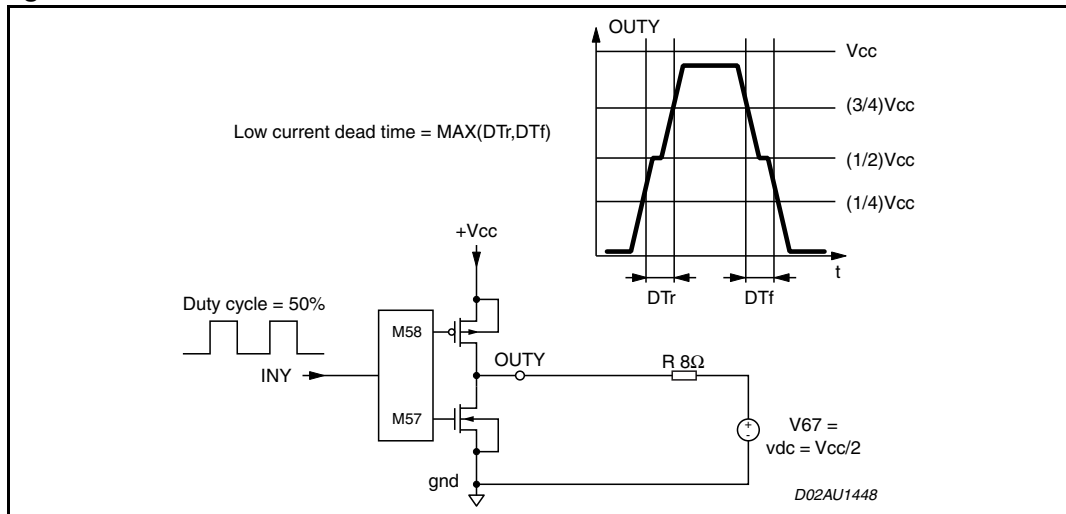 OUTY
Vcc
(3/4)Vcc
Low current dead time = MAX(DTr,DTf)
(1/2)Vcc
(1/4)Vcc
+Vcc
t
DTr
DTf
Duty cycle = 50%
M58
OUTY
R 8Ω
INY
M57
V67 =
vdc = Vcc/2
+
-
gnd
D02AU1448